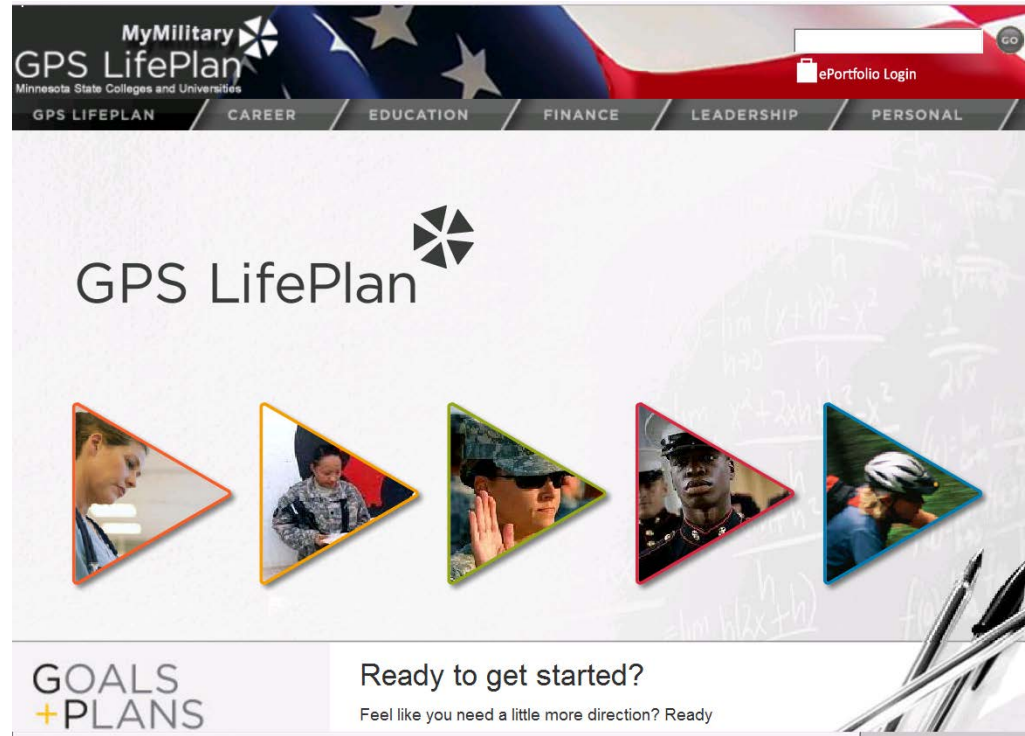 MyMilitary
GPS LifePlan
Minnesota State Colleges and Universities
GO
ePortfolio Login
GPS LIFEPLAN CAREER EDUCATION FINANCE LEADERSHIP PERSONAL
GPS LifePlan
GOALS
+PLANS
Ready to get started?
Feel like you need a little more direction? Ready